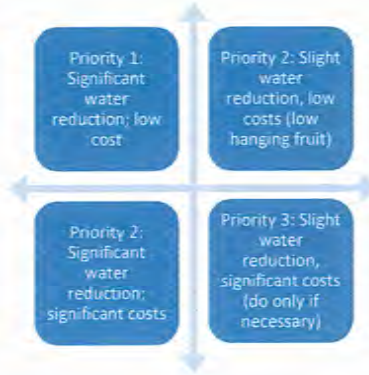 Priority 1:
Significant
water
reduction; low
cost
Priority 2: Slight
water
reduction, low
costs (low
hanging fruit)
Priority 2:
Significant
water
reduction;
significant costs
Priority 3: Slight
water
reduction,
significant costs
(do only if
necessary)